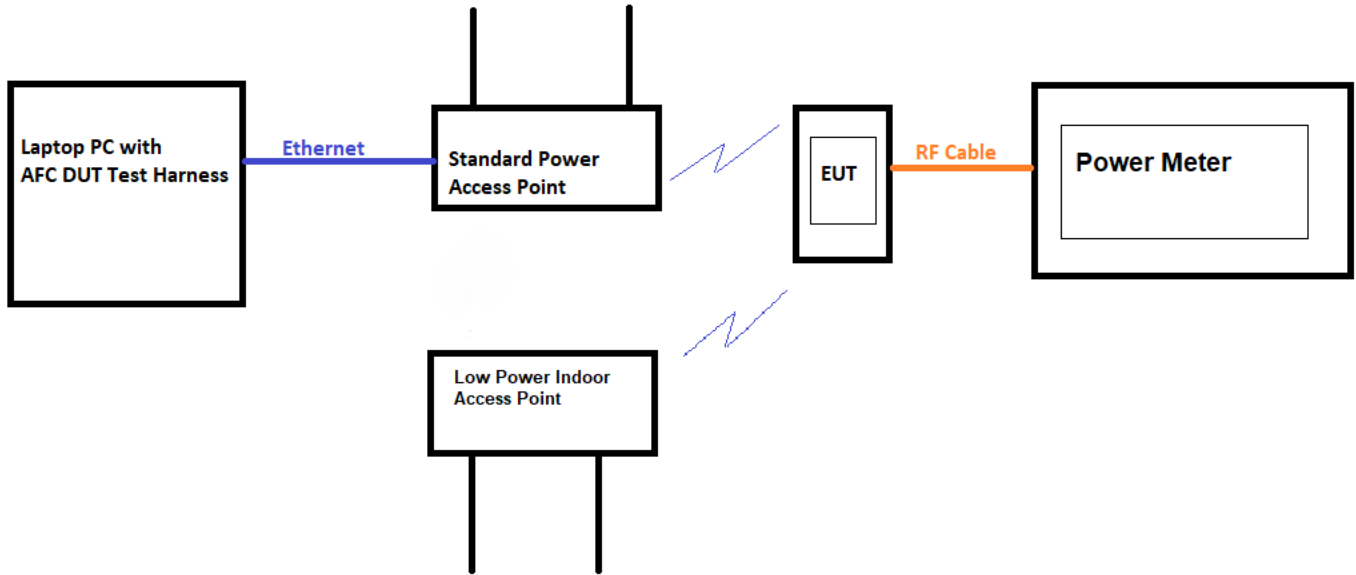 Laptop PC with
AFC DUT Test Harness
Ethernet
Standard Power
Access Point
EUT
RF Cable
Power Meter
Low Power Indoor
Access Point